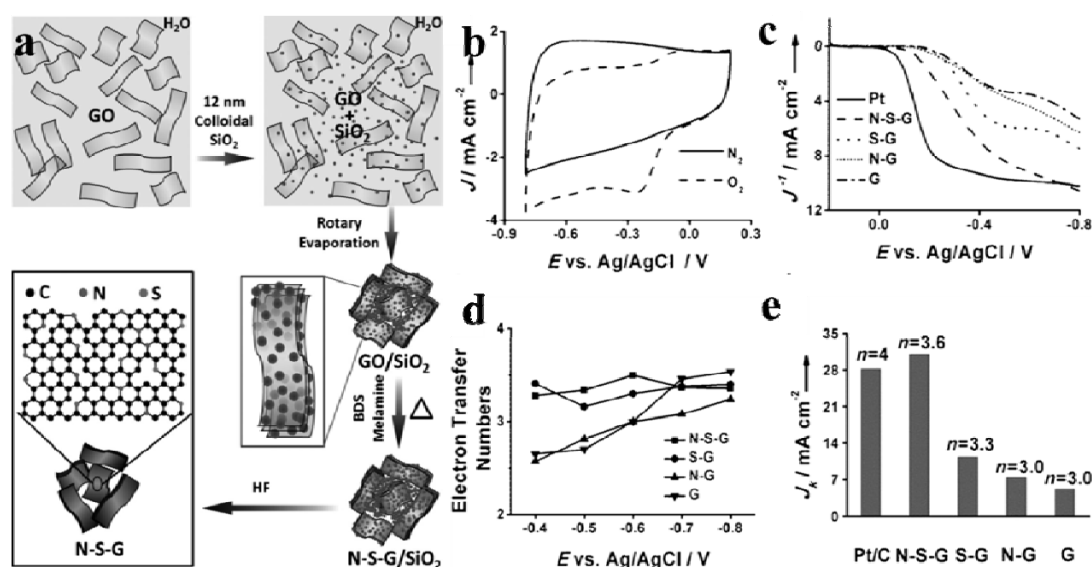 a
H2O
GO
12 nm
Colloidal
SiO2
H2O
GO
+
SiO2
Rotary
Evaporation
GO/SiO2
BDS
Melamine
△
N-S-G/SiO2
HF
C N S
N-S-G
b
J / mA cm-2
2
0
-2
-4
N2
O2
-0.9 -0.6 -0.3 0.0 0.3
E vs. Ag/AgCl / V
c
J-1 / mA cm-2
0
3
6
9
12
Pt
N-S-G
S-G
N-G
G
0.0 -0.4 -0.8
E vs. Ag/AgCl / V
d
Electron Transfer
Numbers
4
3
2
N-S-G
S-G
N-G
G
-0.4 -0.5 -0.6 -0.7 -0.8
E vs. Ag/AgCl / V
e
Jk / mA cm-2
35
28
21
14
7
0
n=4
n=3.6
n=3.3
n=3.0
n=3.0
Pt/C N-S-G S-G N-G G